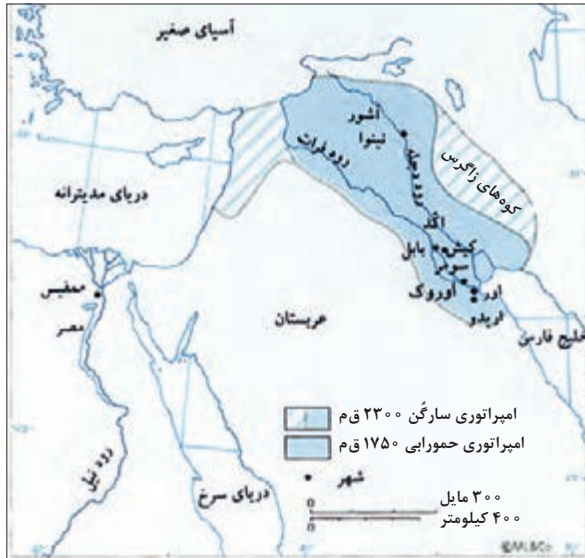 آسیای صغیر
آشور
نینوا
رود فرات
رود دجله
کوه‌های زاگرس
دریای مدیترانه
اکد
کیش
بابل
سومر
اوروک
اور
اریدو
خلیج فارس
ممفیس
مصر
عربستان
رود نیل
دریای سرخ
امپراتوری سارگُن ۲۳۰۰ ق م
امپراتوری حمورابی ۱۷۵۰ ق م
شهر
۳۰۰ مایل
۴۰۰ کیلومتر